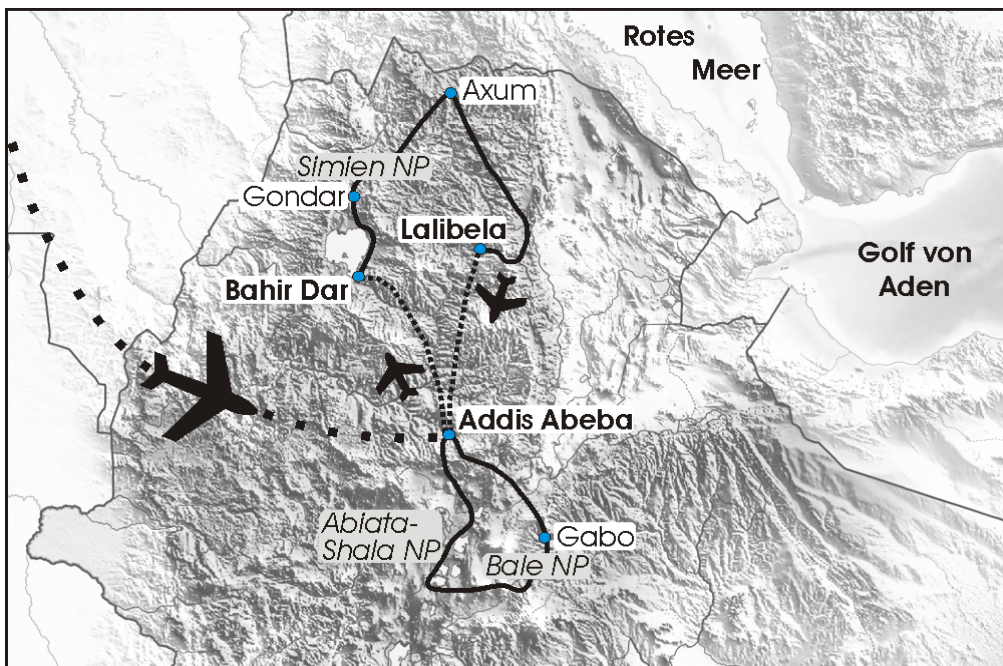 Rotes
Meer
Axum
Simien NP
Gondar
Lalibela
Golf von
Aden
Bahir Dar
Addis Abeba
Abiata-
Shala NP
Gabo
Bale NP